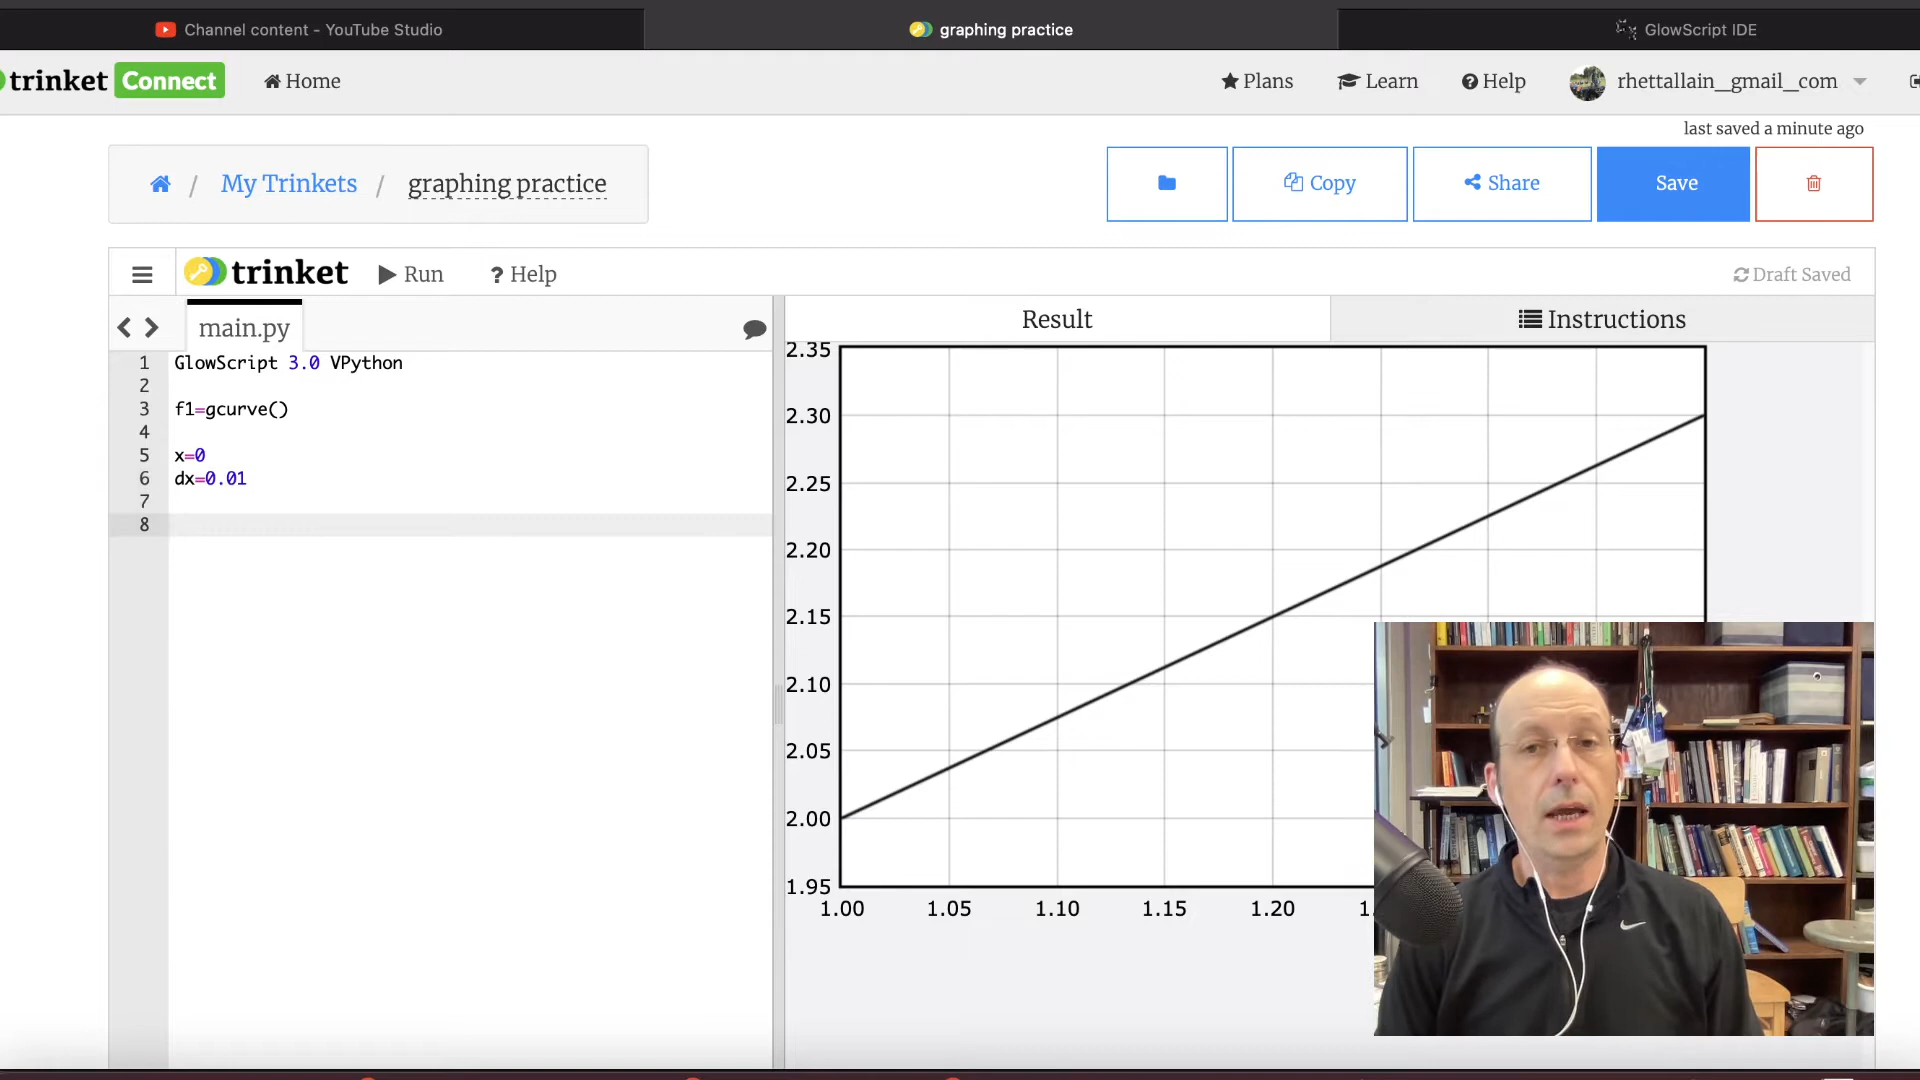 Channel content - YouTube Studio
graphing practice
GlowScript IDE
trinket Connect
Home
Plans
Learn
Help
rhettallain_gmail_com
last saved a minute ago
/ My Trinkets / graphing practice
Copy
Share
Save
trinket
Run
? Help
Draft Saved
main.py
Result
Instructions
1 GlowScript 3.0 VPython
2
3 f1=gcurve()
4
5 x=0
6 dx=0.01
7
8
2.35
2.30
2.25
2.20
2.15
2.10
2.05
2.00
1.95
1.00 1.05 1.10 1.15 1.20